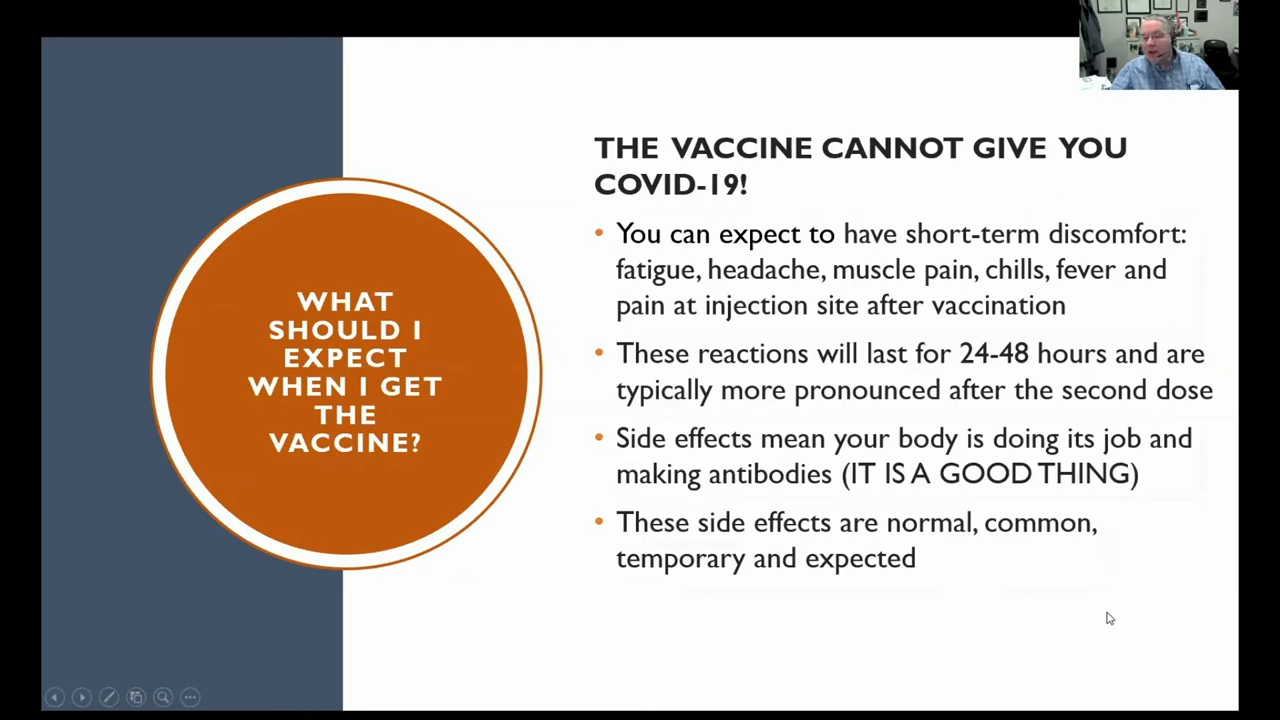 WHAT
SHOULD I
EXPECT
WHEN I GET
THE
VACCINE?
THE VACCINE CANNOT GIVE YOU
COVID-19!
• You can expect to have short-term discomfort:
fatigue, headache, muscle pain, chills, fever and
pain at injection site after vaccination
• These reactions will last for 24-48 hours and are
typically more pronounced after the second dose
• Side effects mean your body is doing its job and
making antibodies (IT IS A GOOD THING)
• These side effects are normal, common,
temporary and expected